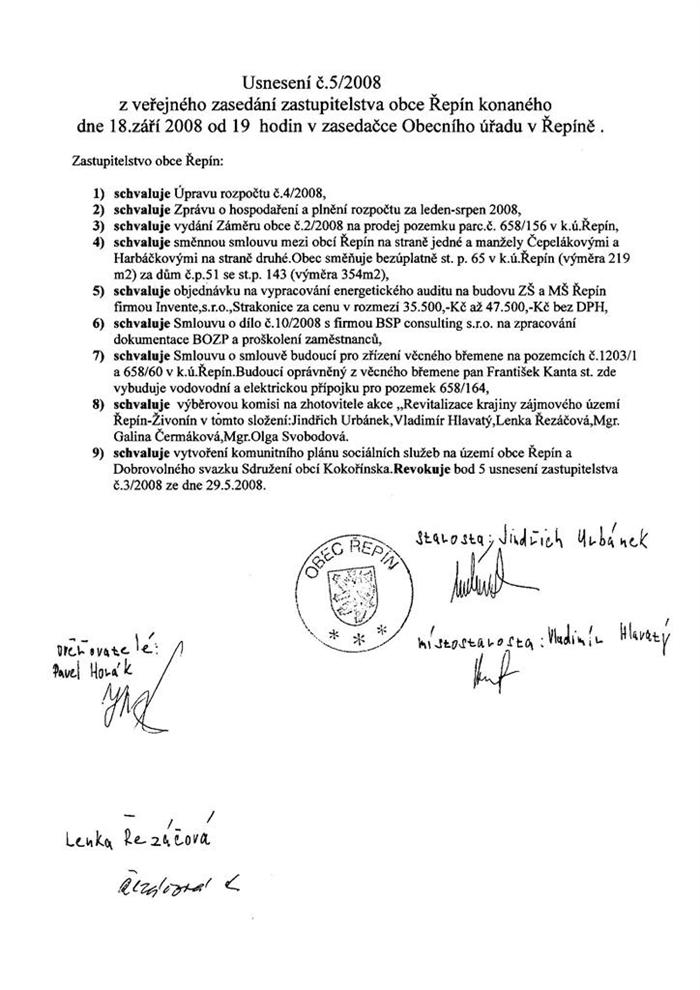 Usnesení č.5/2008
z veřejného zasedání zastupitelstva obce Řepín konaného
dne 18.září 2008 od 19 hodin v zasedačce Obecního úřadu v Řepíně .
Zastupitelstvo obce Řepín:
1) schvaluje Úpravu rozpočtu č.4/2008,
2) schvaluje Zprávu o hospodaření a plnění rozpočtu za leden-srpen 2008,
3) schvaluje vydání Záměru obce č.2/2008 na prodej pozemku parc.č. 658/156 v k.ú.Řepín,
4) schvaluje směnnou smlouvu mezi obcí Řepín na straně jedné a manžely Čepelákovými a
Harbáčkovými na straně druhé.Obec směňuje bezúplatně st. p. 65 v k.ú.Řepín (výměra 219
m2) za dům č.p.51 se st.p. 143 (výměra 354m2),
5) schvaluje objednávku na vypracování energetického auditu na budovu ZŠ a MŠ Řepín
firmou Invente,s.r.o.,Strakonice za cenu v rozmezí 35.500,-Kč až 47.500,-Kč bez DPH,
6) schvaluje Smlouvu o dílo č.10/2008 s firmou BSP consulting s.r.o. na zpracování
dokumentace BOZP a proškolení zaměstnanců,
7) schvaluje Smlouvu o smlouvě budoucí pro zřízení věcného břemene na pozemcích č.1203/1
a 658/60 v k.ú.Řepín.Budoucí oprávněný z věcného břemene pan František Kanta st. zde
vybuduje vodovodní a elektrickou přípojku pro pozemek 658/164,
8) schvaluje výběrovou komisi na zhotovitele akce „Revitalizace krajiny zájmového území
Řepín-Živonín v tomto složení:Jindřich Urbánek,Vladimír Hlavatý,Lenka Řezáčová,Mgr.
Galina Čermáková,Mgr.Olga Svobodová.
9) schvaluje vytvoření komunitního plánu sociálních služeb na území obce Řepín a
Dobrovolného svazku Sdružení obcí Kokořínska.Revokuje bod 5 usnesení zastupitelstva
č.3/2008 ze dne 29.5.2008.
starosta: Jindřich Urbánek
OBEC ŘEPÍN
* * *
místostarosta: Vladimír Hlavatý
ověřovatelé:
Pavel Horák
Lenka Řezáčová